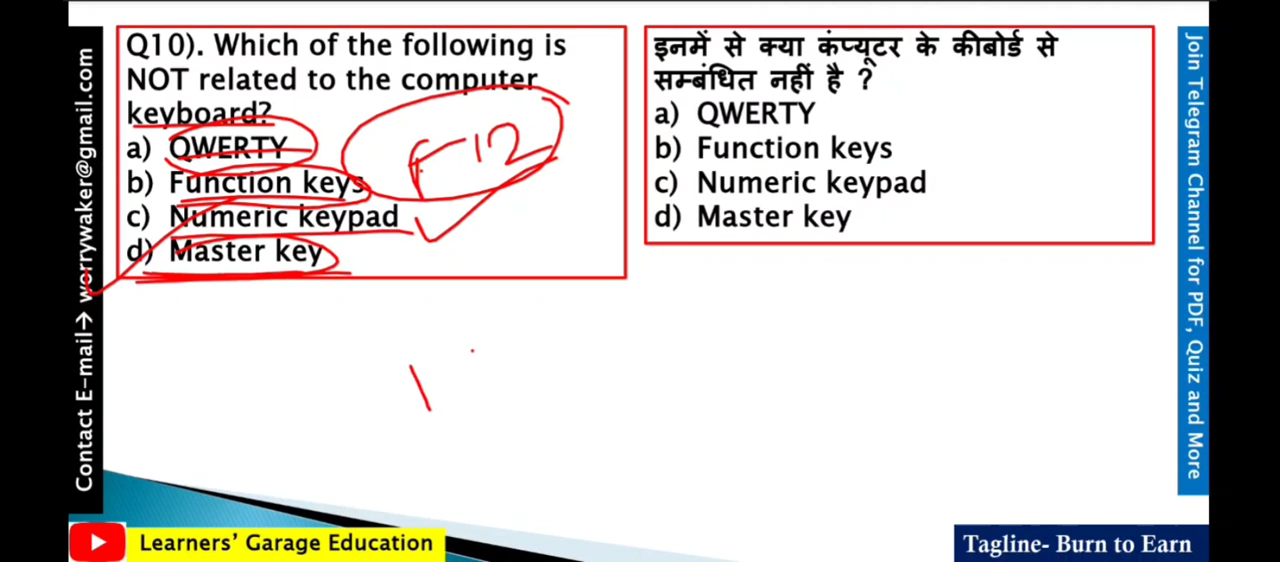 Q10). Which of the following is
NOT related to the computer
keyboard?
a) QWERTY
b) Function keys
c) Numeric keypad
d) Master key
F12
इनमें से क्या कंप्यूटर के कीबोर्ड से
सम्बंधित नहीं है ?
a) QWERTY
b) Function keys
c) Numeric keypad
d) Master key
Contact E-mail→ worrywaker@gmail.com
Join Telegram Channel for PDF, Quiz and More
Learners’ Garage Education
Tagline- Burn to Earn